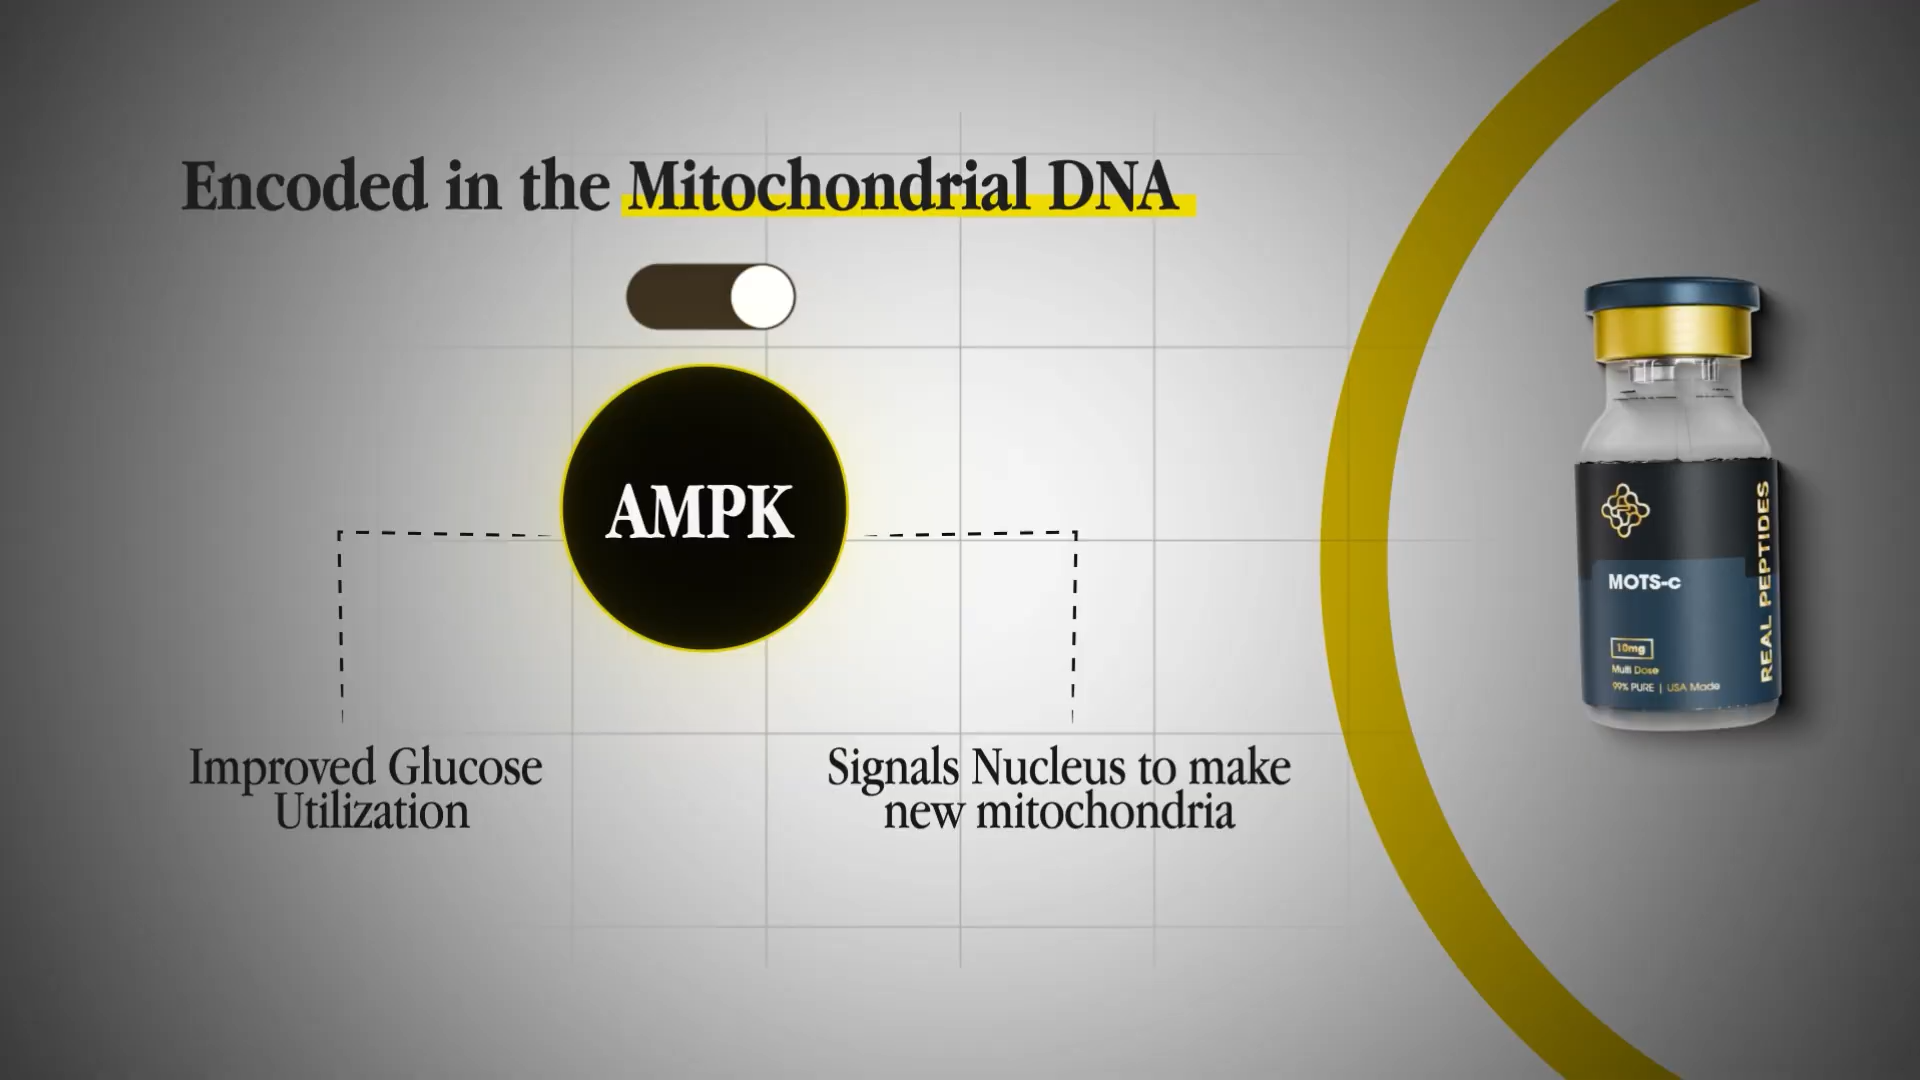 Encoded in the Mitochondrial DNA
AMPK
Improved Glucose
Utilization
Signals Nucleus to make
new mitochondria
MOTS-c
10mg
Multi Dose
99% PURE | USA Made
REAL PEPTIDES